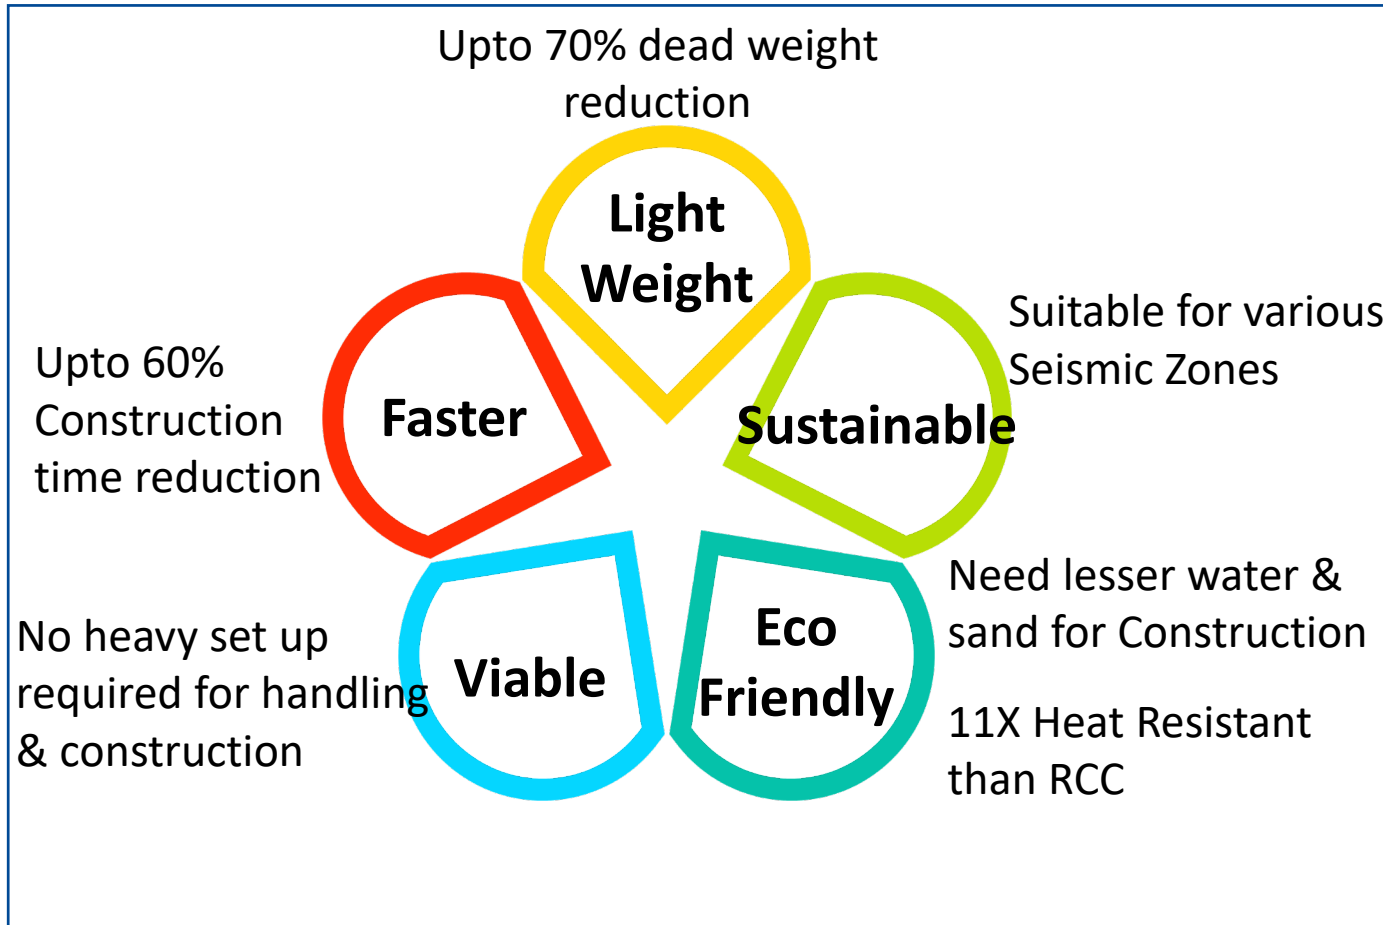 Upto 70% dead weight
reduction
Light
Weight
Suitable for various
Seismic Zones
Sustainable
Upto 60%
Construction
time reduction
Faster
Need lesser water &
sand for Construction
11X Heat Resistant
than RCC
Eco
Friendly
No heavy set up
required for handling
& construction
Viable